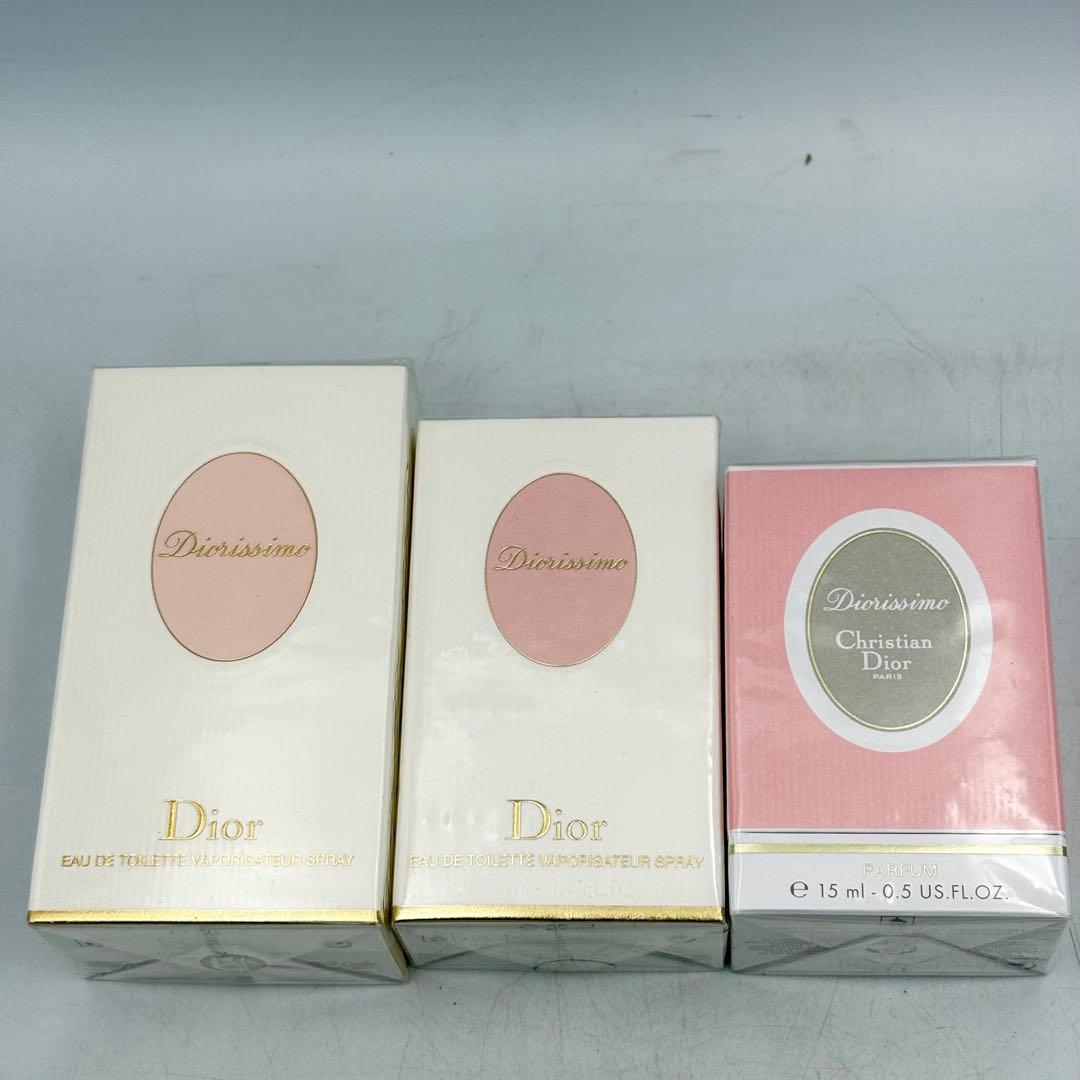 Diorissimo
Dior
EAU DE TOILETTE VAPORISATEUR SPRAY
Diorissimo
Dior
EAU DE TOILETTE VAPORISATEUR SPRAY
Diorissimo
Christian
Dior
PARIS
PARFUM
e 15 ml - 0.5 US.FL.OZ.